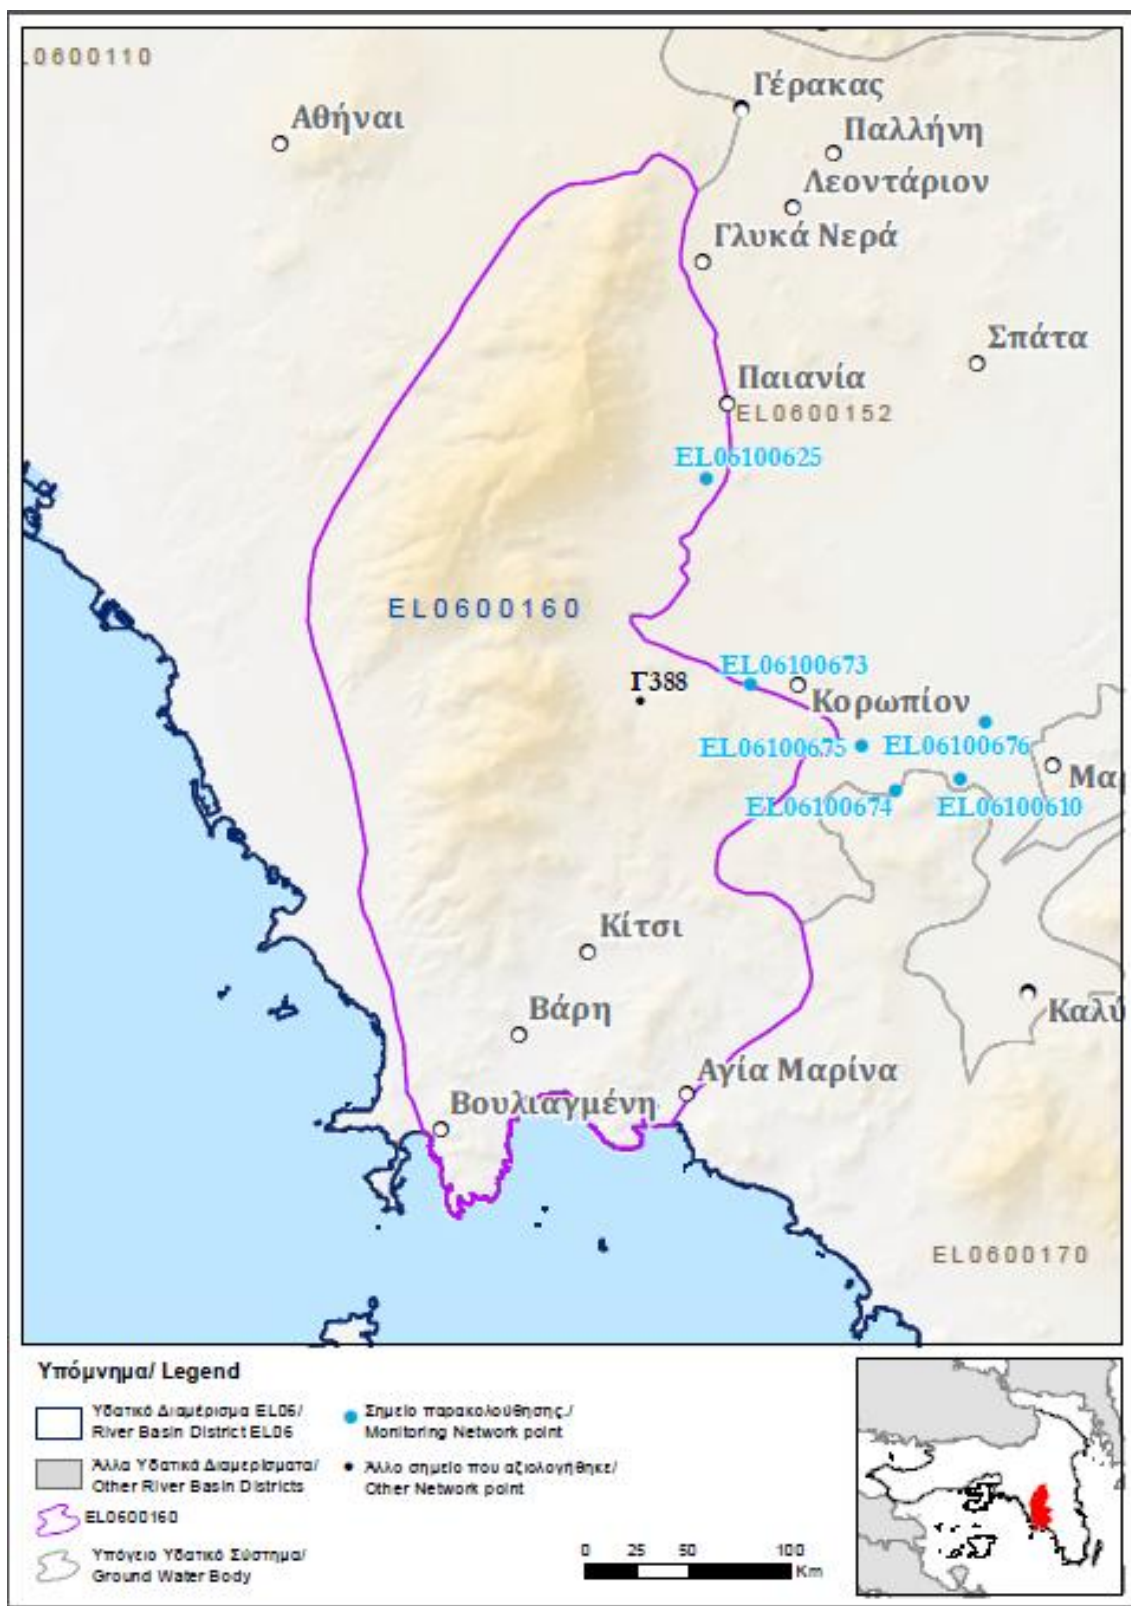 .0600110
Γέρακας
Αθήναι
Παλλήνη
Λεοντάριον
Γλυκά Νερά
Σπάτα
Παιανία
EL0600152
EL06100625
EL0600160
EL06100673
Γ388
Κορωπίον
EL06100675
EL06100676
Μαρ
EL06100674
EL06100610
Κίτσι
Βάρη
Καλύ
Αγία Μαρίνα
Βουλιαγμένη
EL0600170
Υπόμνημα/ Legend
Υδατικό Διαμέρισμα EL06/
River Basin District EL06
Άλλα Υδατικά Διαμερίσματα/
Other River Basin Districts
EL0600160
Υπόγειο Υδατικό Σύστημα/
Ground Water Body
Σημείο παρακολούθησης./
Monitoring Network point
Άλλο σημείο που αξιολογήθηκε/
Other Network point
0 25 50 100
Km